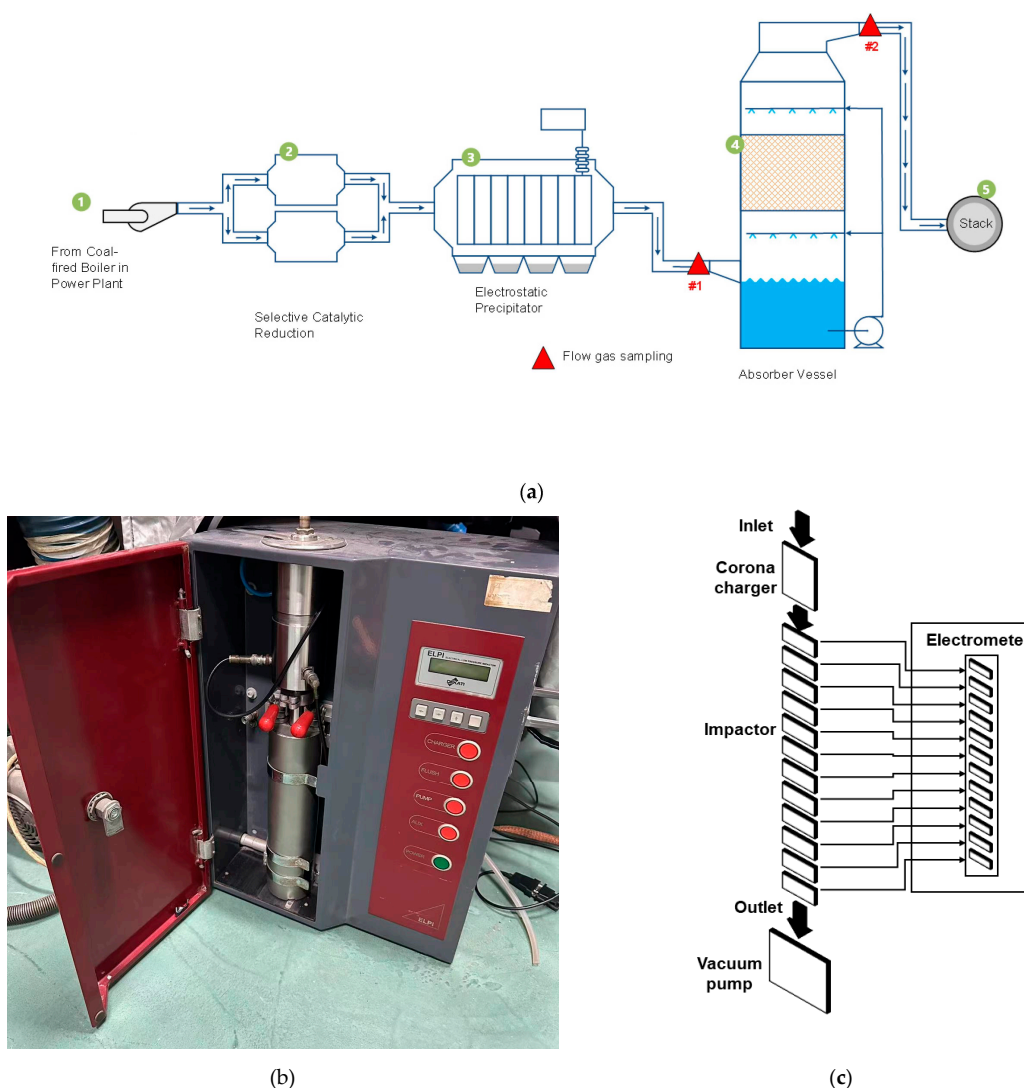 #2
1
2
3
4
5
Stack
From Coal-
fired Boiler in
Power Plant
#1
Electrostatic
Precipitator
Selective Catalytic
Reduction
Flow gas sampling
Absorber Vessel
(a)
ELPI
CHARGER
FLUSH
PUMP
AUX
POWER
ELPI
(b)
Inlet
Corona
charger
Electromete
Impactor
Outlet
Vacuum
pump
(c)